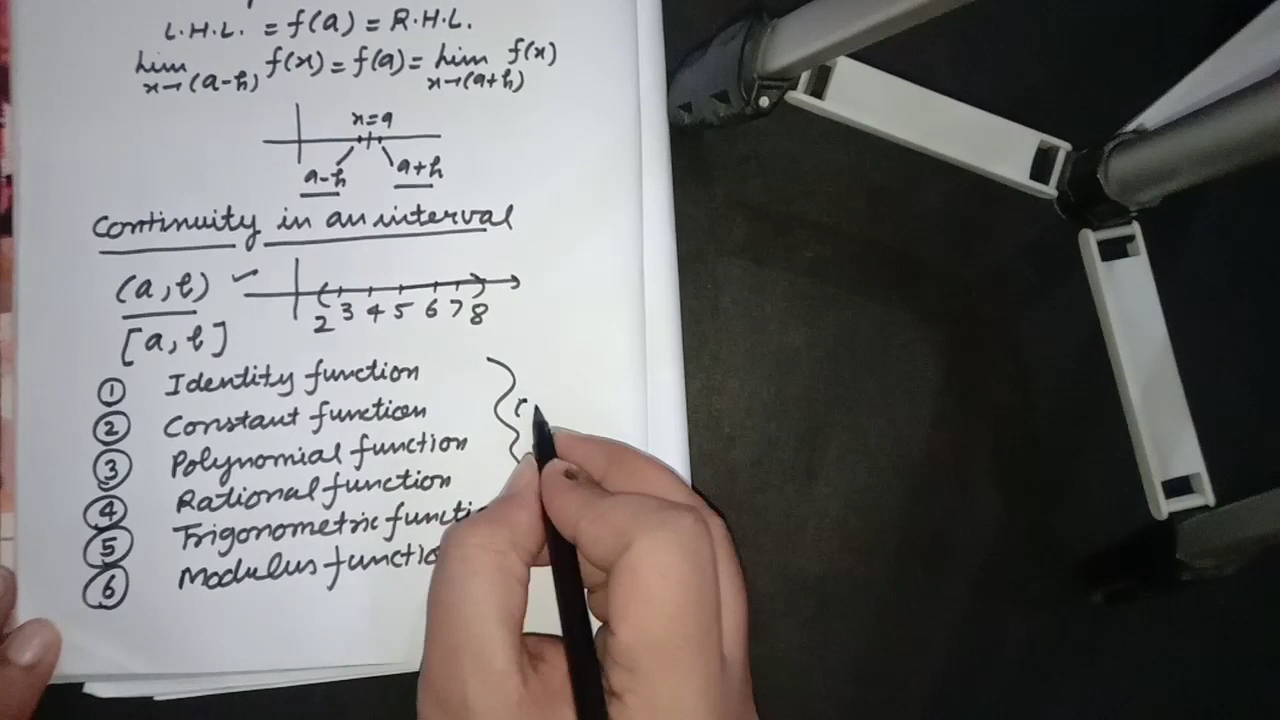 L.H.L. = f(a) = R.H.L.
lim x→(a-h) f(x) = f(a) = lim x→(a+h) f(x)
x=a
a-h a+h
Continuity in an interval
(a,b) ✓
2 3 4 5 6 7 8
[a,b]
① Identity function
② Constant function
③ Polynomial function
④ Rational function
⑤ Trigonometric functi
⑥ Modulus functio